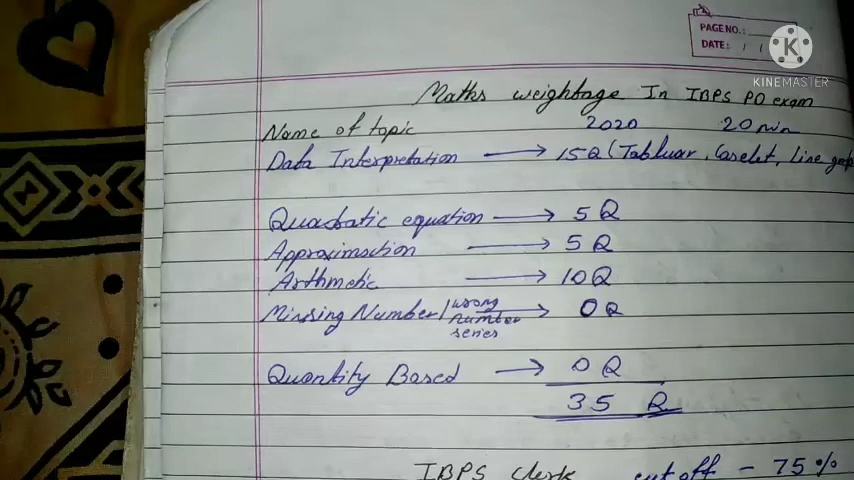 PAGE NO.:
DATE: / /
K
KINEMASTER
Maths weightage In IBPS PO exam
Name of topic 2020 20 min
Data Interpretation → 15Q (Tabluar, Caselet, Line
Quadratic equation → 5 Q
Approximation → 5 Q
Arthmetic → 10 Q
Missing Number / wrong number series → 0 Q
Quantity Based → 0 Q
35 Q
IBPS clerk cut off - 75%